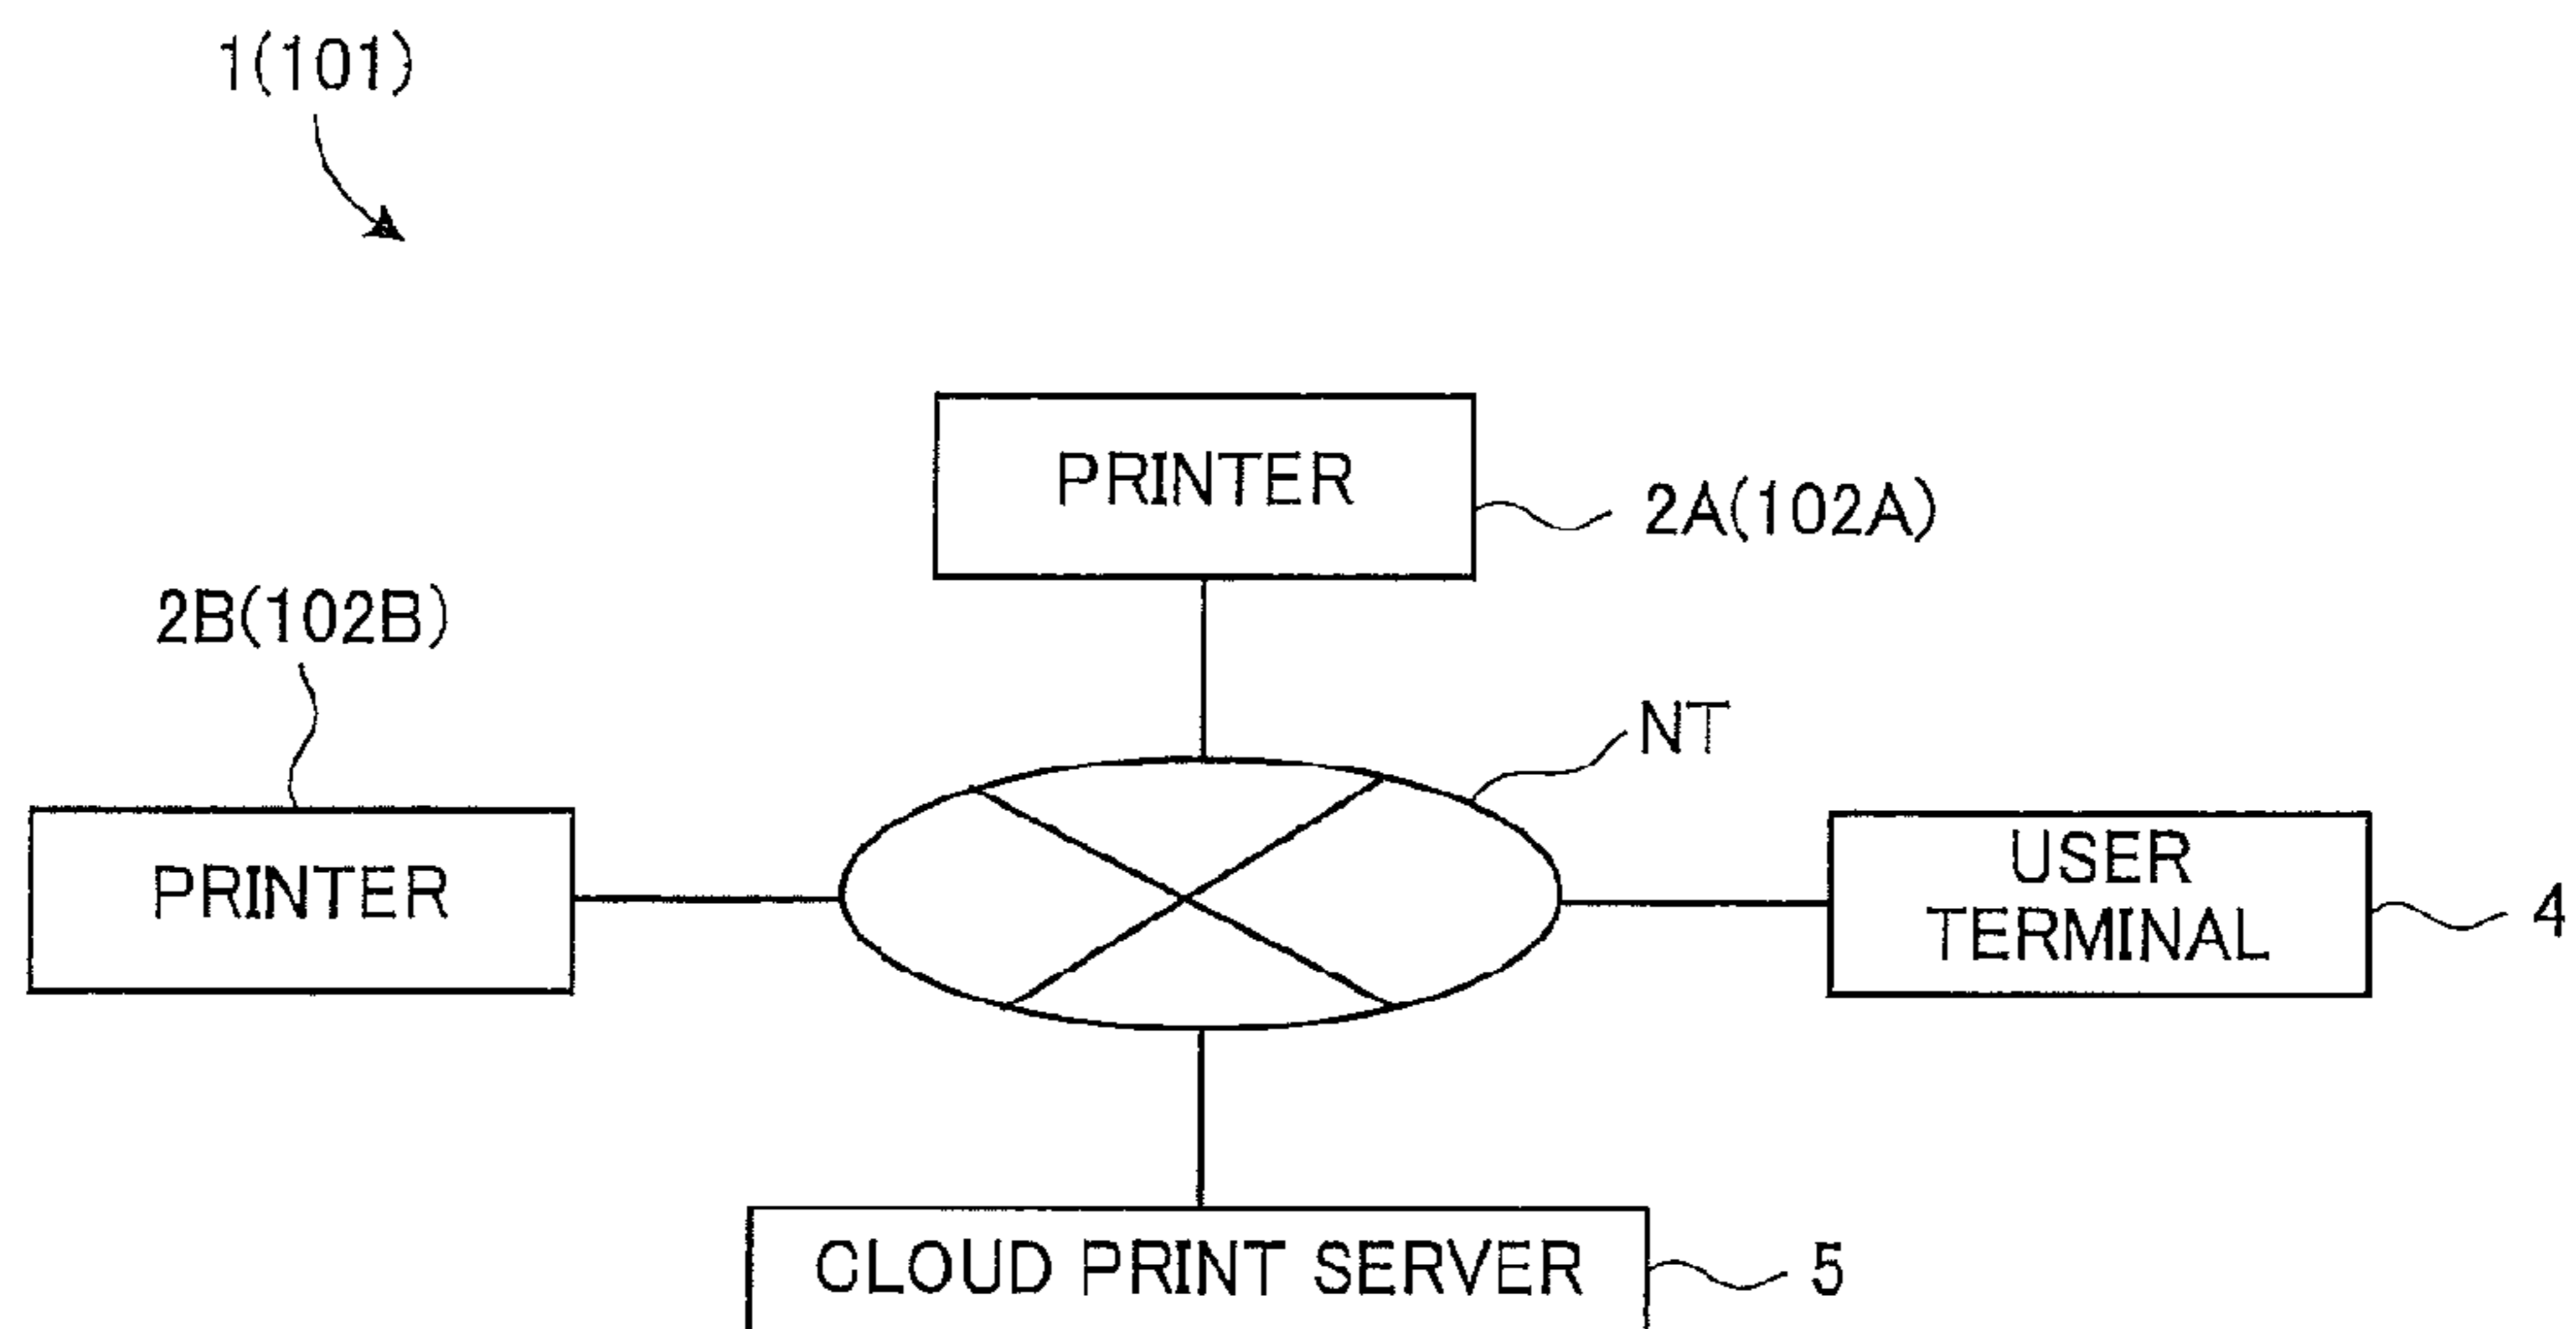 1(101)
PRINTER
2A(102A)
2B(102B)
NT
PRINTER
USER
TERMINAL
4
CLOUD PRINT SERVER
5